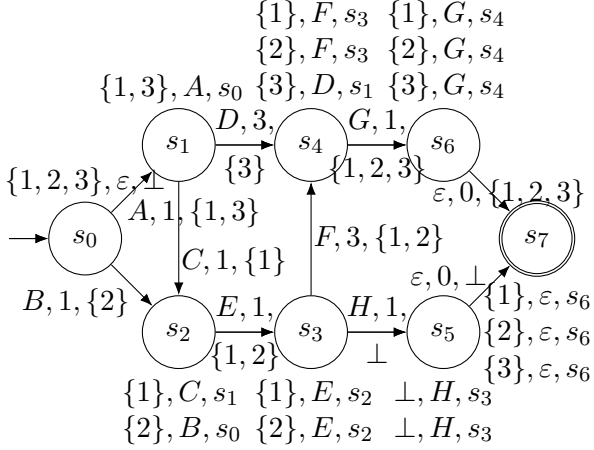 {1}, F, s₃ {1}, G, s₄
{2}, F, s₃ {2}, G, s₄
{1, 3}, A, s₀ {3}, D, s₁ {3}, G, s₄
D, 3, G, 1,
s₁ s₄ s₆
{3} {1, 2, 3}
{1, 2, 3}, ε, ⊥ ε, 0, {1, 2, 3}
A, 1, {1, 3}
s₀ F, 3, {1, 2} s₇
C, 1, {1}
ε, 0, ⊥
B, 1, {2} E, 1, H, 1, {1}, ε, s₆
s₂ s₃ s₅ {2}, ε, s₆
{1, 2} ⊥ {3}, ε, s₆
{1}, C, s₁ {1}, E, s₂ ⊥, H, s₃
{2}, B, s₀ {2}, E, s₂ ⊥, H, s₃